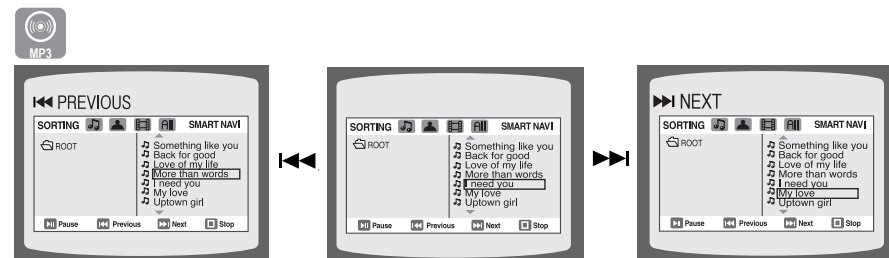 MP3
PREVIOUS
SORTING All SMART NAVI
ROOT
Something like you
Back for good
Love of my life
More than words
I need you
My love
Uptown girl
Pause Previous Next Stop
SORTING All SMART NAVI
ROOT
Something like you
Back for good
Love of my life
More than words
I need you
My love
Uptown girl
Pause Previous Next Stop
NEXT
SORTING All SMART NAVI
ROOT
Something like you
Back for good
Love of my life
More than words
I need you
My love
Uptown girl
Pause Previous Next Stop